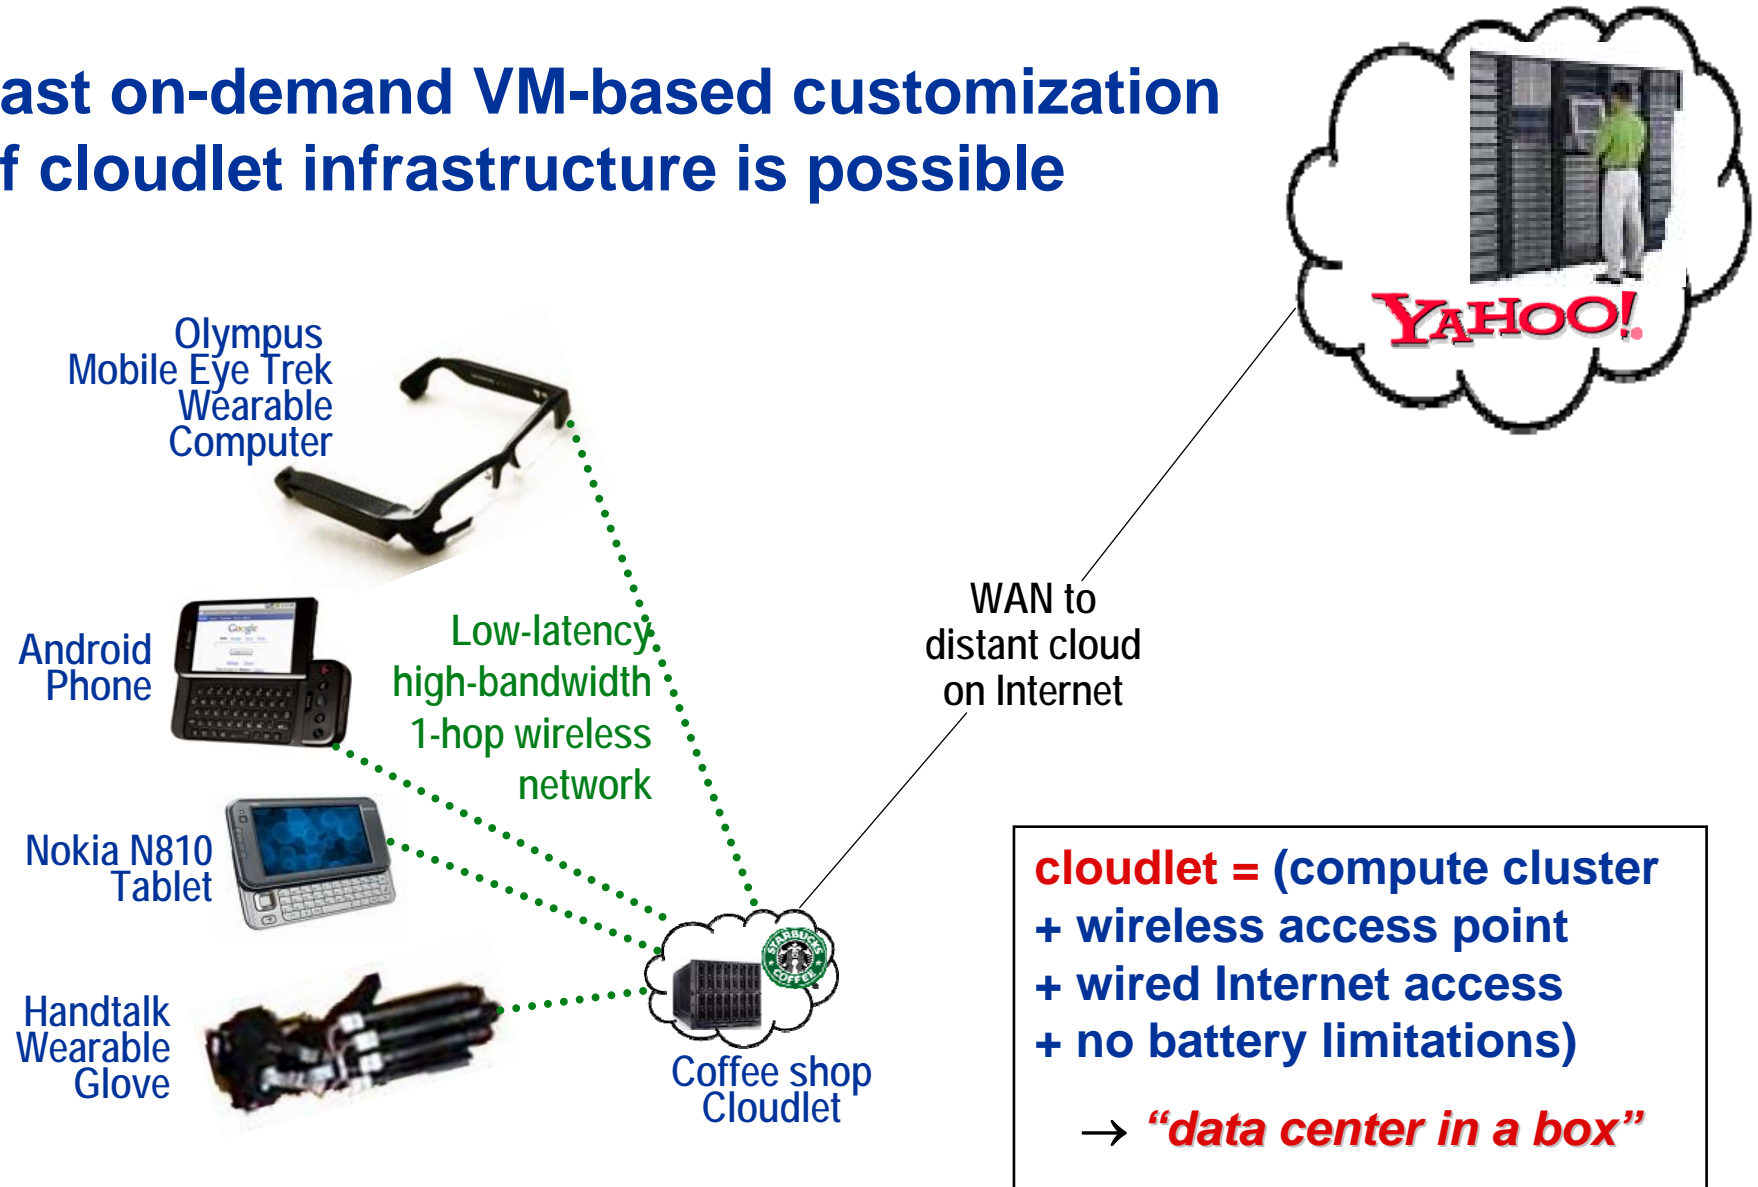 ast on-demand VM-based customization
f cloudlet infrastructure is possible
YAHOO!
Olympus
Mobile Eye Trek
Wearable
Computer
Google
Android
Phone
Low-latency
high-bandwidth
1-hop wireless
network
WAN to
distant cloud
on Internet
Nokia N810
Tablet
Handtalk
Wearable
Glove
STARBUCKS
COFFEE
Coffee shop
Cloudlet
cloudlet = (compute cluster
+ wireless access point
+ wired Internet access
+ no battery limitations)
→ “data center in a box”